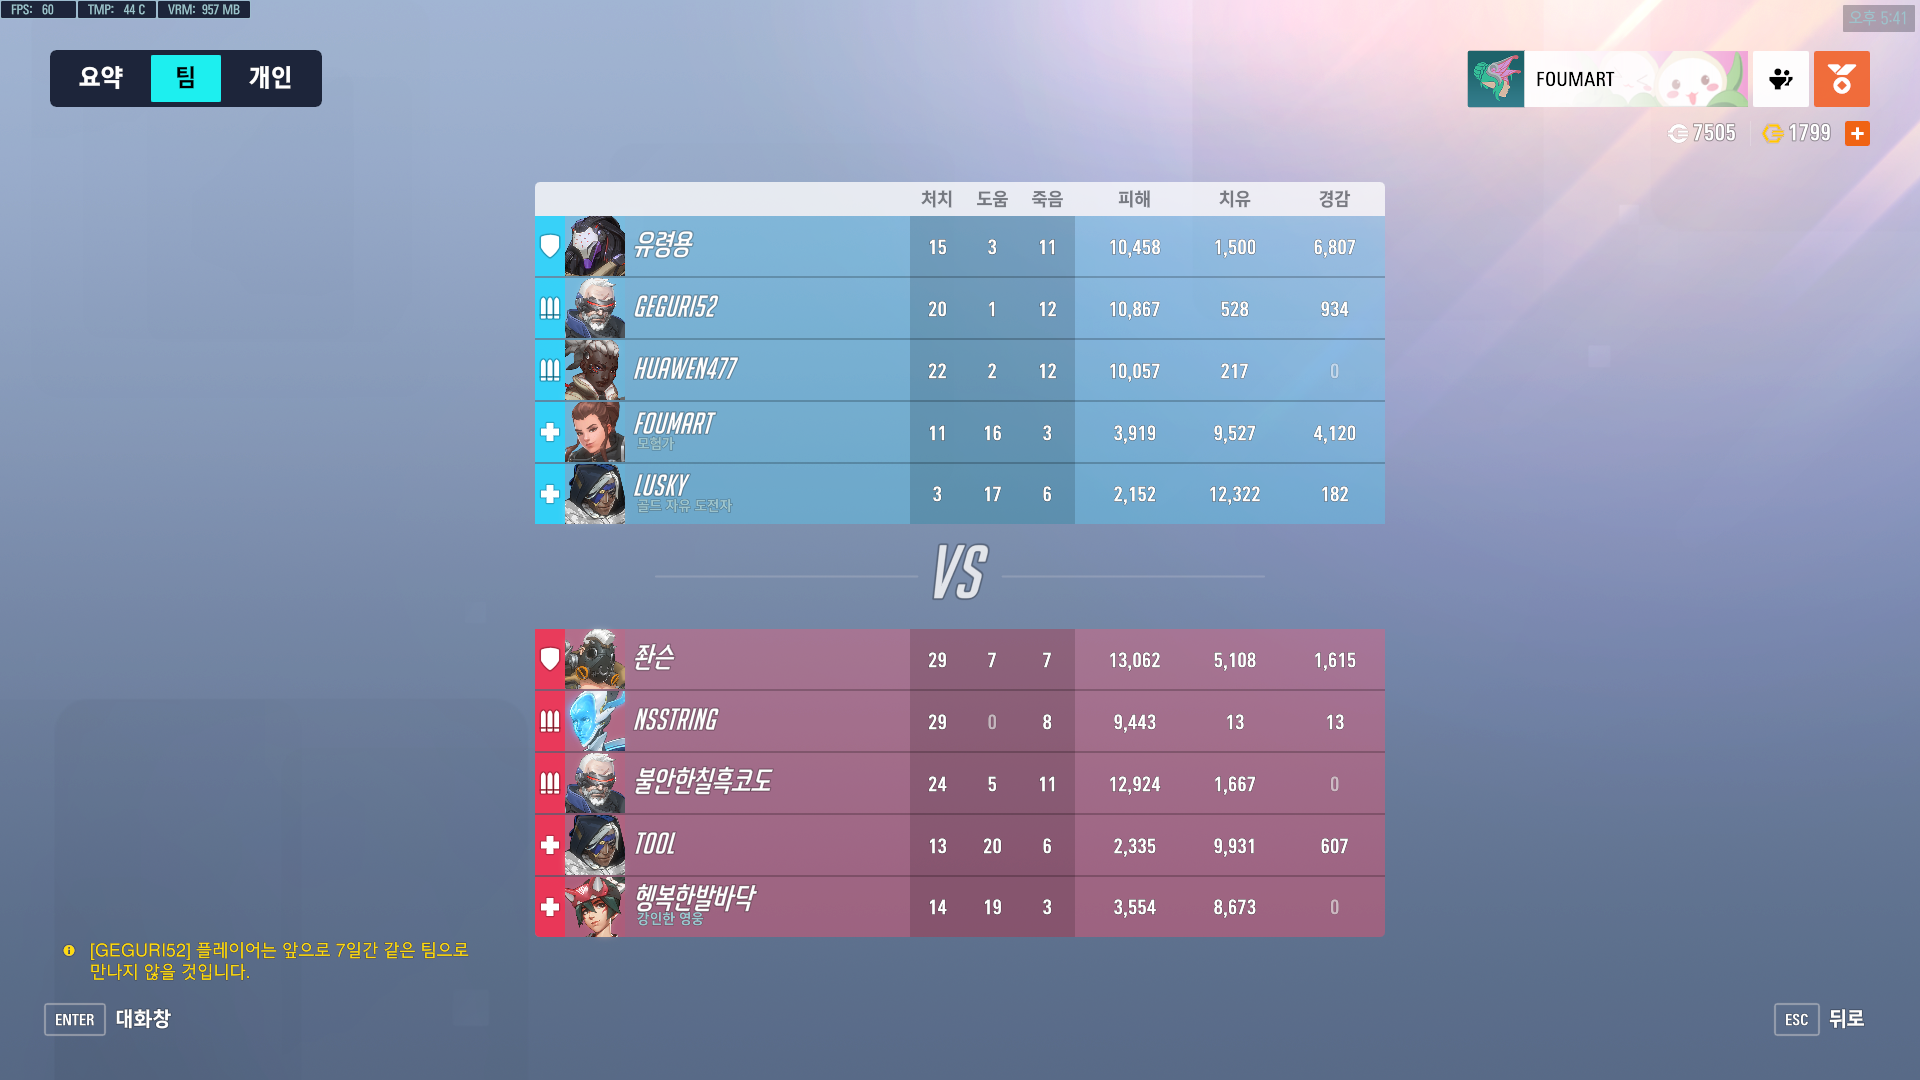 FPS: 60 TMP: 44 C VRM: 957 MB
오후 5:41
요약 팀 개인
FOUMART
7505 1799
처치 도움 죽음 피해 치유 경감
유령용 15 3 11 10,458 1,500 6,807
GEGURI52 20 1 12 10,867 528 934
HUAWEN477 22 2 12 10,057 217 0
FOUMART 11 16 3 3,919 9,527 4,120
모험가
LUSKY 3 17 6 2,152 12,322 182
골드 자유 도전자
VS
좐슨 29 7 7 13,062 5,108 1,615
NSSTRING 29 0 8 9,443 13 13
불안한칠흑코도 24 5 11 12,924 1,667 0
TOOL 13 20 6 2,335 9,931 607
헹복한발바닥 14 19 3 3,554 8,673 0
강인한 영웅
[GEGURI52] 플레이어는 앞으로 7일간 같은 팀으로
만나지 않을 것입니다.
ENTER 대화창
ESC 뒤로